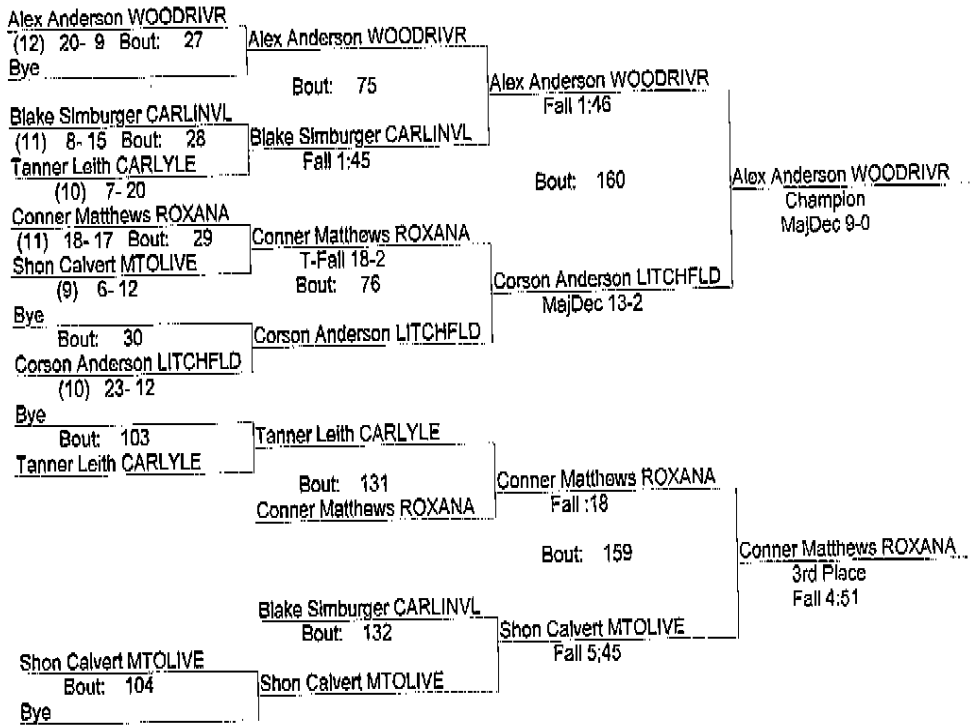 Alex Anderson WOODRIVR
(12) 20- 9 Bout: 27
Bye
Alex Anderson WOODRIVR
Bout: 75
Blake Simburger CARLINVL
(11) 8- 15 Bout: 28
Tanner Leith CARLYLE
(10) 7- 20
Blake Simburger CARLINVL
Fall 1:45
Alex Anderson WOODRIVR
Fall 1:46
Bout: 160
Alex Anderson WOODRIVR
Champion
MajDec 9-0
Conner Matthews ROXANA
(11) 18- 17 Bout: 29
Shon Calvert MTOLIVE
(9) 6- 12
Conner Matthews ROXANA
T-Fall 18-2
Bout: 76
Corson Anderson LITCHFLD
MajDec 13-2
Bye
Bout: 30
Corson Anderson LITCHFLD
(10) 23- 12
Corson Anderson LITCHFLD
Bye
Bout: 103
Tanner Leith CARLYLE
Tanner Leith CARLYLE
Bout: 131
Conner Matthews ROXANA
Conner Matthews ROXANA
Fall :18
Bout: 159
Conner Matthews ROXANA
3rd Place
Fall 4:51
Blake Simburger CARLINVL
Bout: 132
Shon Calvert MTOLIVE
Fall 5:45
Shon Calvert MTOLIVE
Bout: 104
Bye
Shon Calvert MTOLIVE